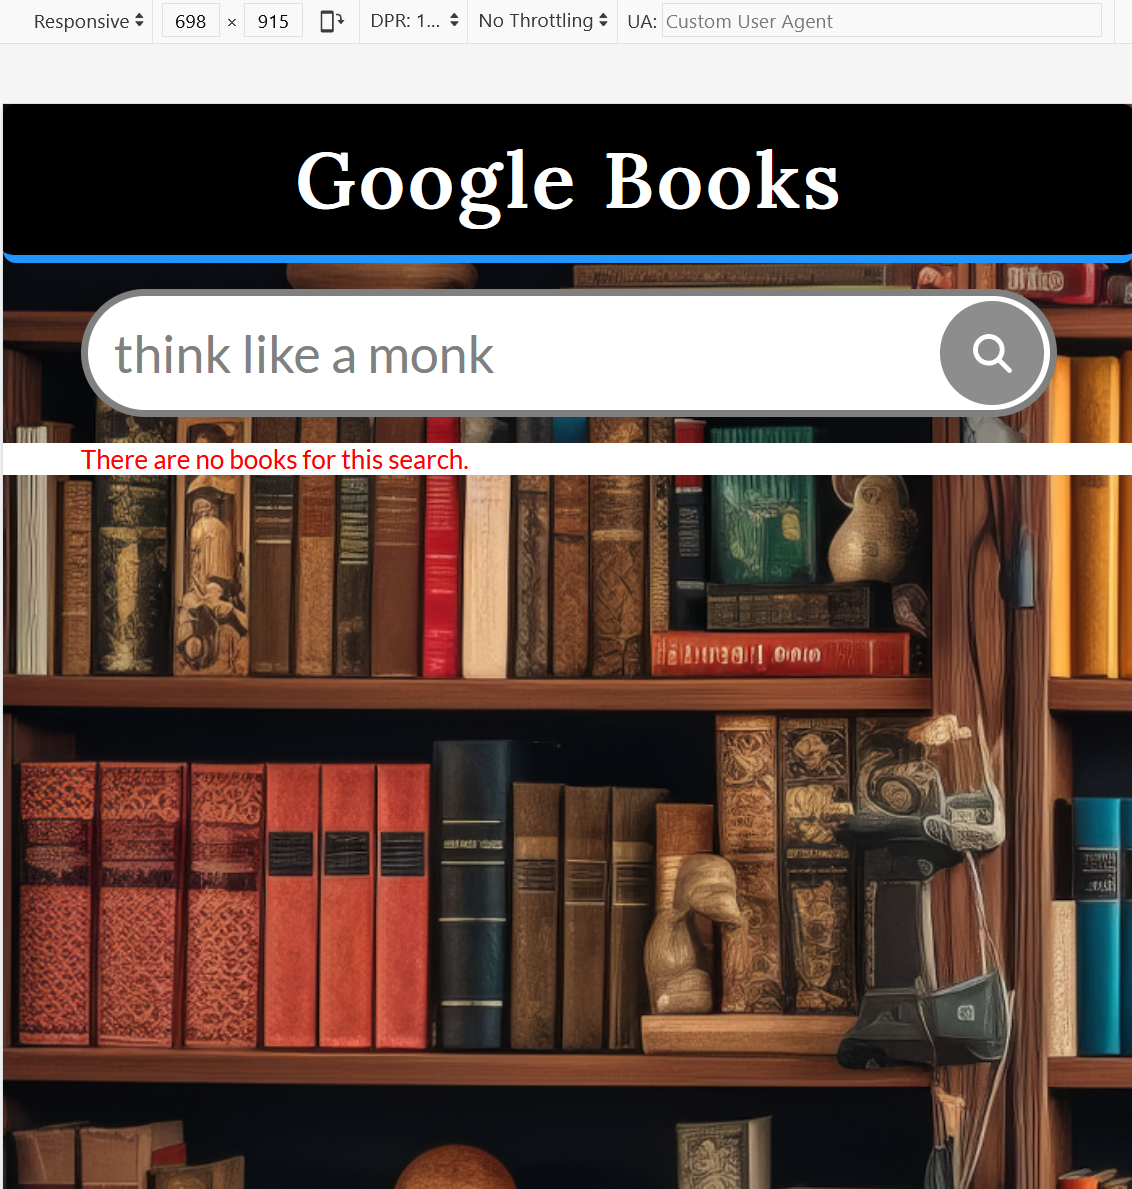 Responsive 698 × 915 DPR: 1... No Throttling UA: Custom User Agent
Google Books
think like a monk
There are no books for this search.